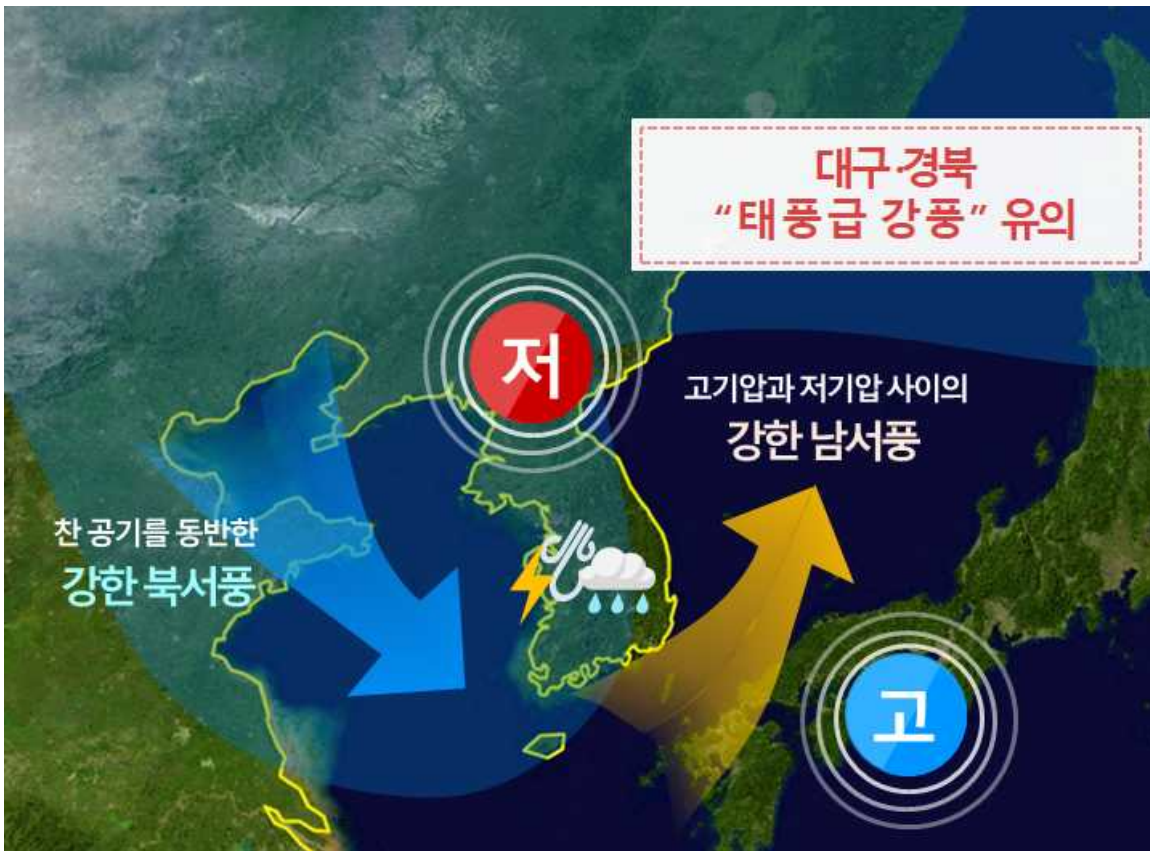 대구·경북
“태풍급 강풍” 유의
저
고기압과 저기압 사이의
강한 남서풍
찬 공기를 동반한
강한 북서풍
고